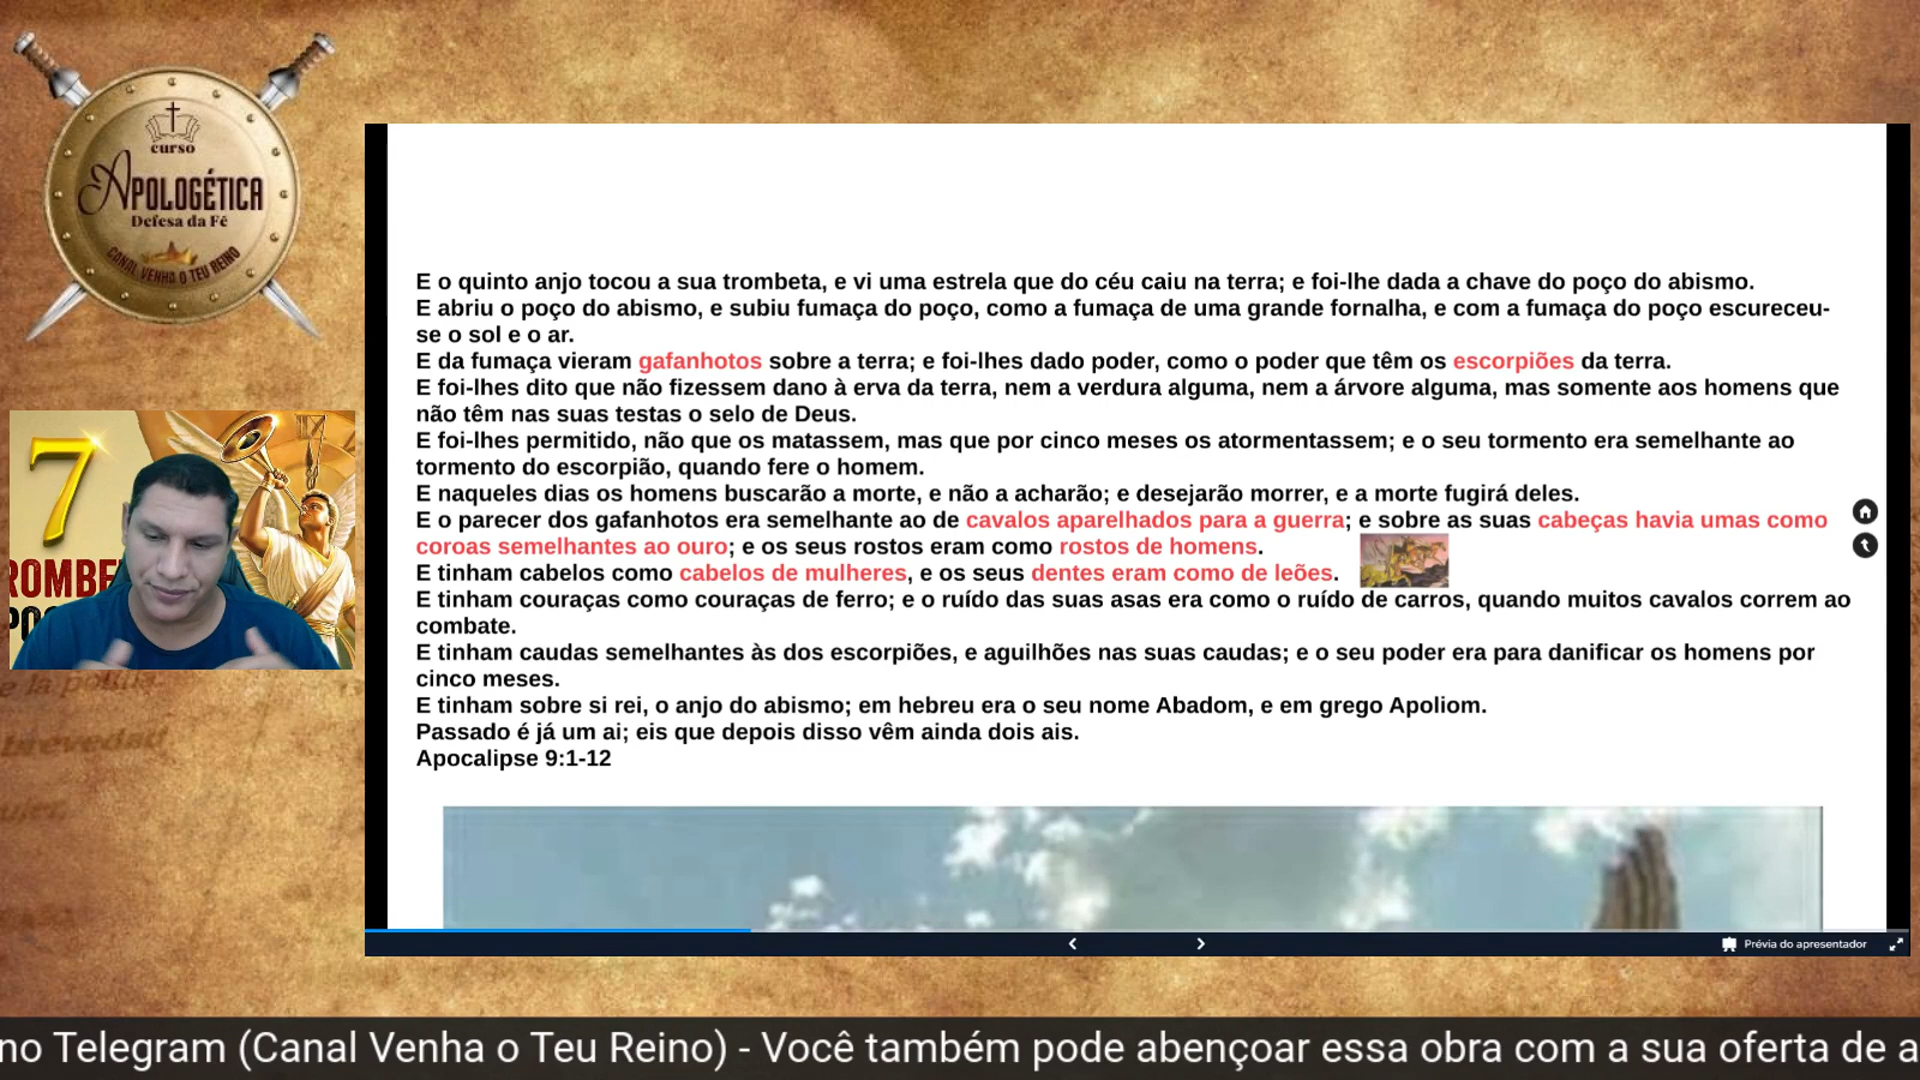 curso
APOLOGÉTICA
Defesa da Fé
CANAL VENHA O TEU REINO
E o quinto anjo tocou a sua trombeta, e vi uma estrela que do céu caiu na terra; e foi-lhe dada a chave do poço do abismo.
E abriu o poço do abismo, e subiu fumaça do poço, como a fumaça de uma grande fornalha, e com a fumaça do poço escureceu-
se o sol e o ar.
E da fumaça vieram gafanhotos sobre a terra; e foi-lhes dado poder, como o poder que têm os escorpiões da terra.
E foi-lhes dito que não fizessem dano à erva da terra, nem a verdura alguma, nem a árvore alguma, mas somente aos homens que
não têm nas suas testas o selo de Deus.
E foi-lhes permitido, não que os matassem, mas que por cinco meses os atormentassem; e o seu tormento era semelhante ao
tormento do escorpião, quando fere o homem.
E naqueles dias os homens buscarão a morte, e não a acharão; e desejarão morrer, e a morte fugirá deles.
E o parecer dos gafanhotos era semelhante ao de cavalos aparelhados para a guerra; e sobre as suas cabeças havia umas como
coroas semelhantes ao ouro; e os seus rostos eram como rostos de homens.
E tinham cabelos como cabelos de mulheres, e os seus dentes eram como de leões.
E tinham couraças como couraças de ferro; e o ruído das suas asas era como o ruído de carros, quando muitos cavalos correm ao
combate.
E tinham caudas semelhantes às dos escorpiões, e aguilhões nas suas caudas; e o seu poder era para danificar os homens por
cinco meses.
E tinham sobre si rei, o anjo do abismo; em hebreu era o seu nome Abadom, e em grego Apoliom.
Passado é já um ai; eis que depois disso vêm ainda dois ais.
Apocalipse 9:1-12
7
ROMBE
PO
e la polilla
brevedad
Prévia do apresentador
no Telegram (Canal Venha o Teu Reino) - Você também pode abençoar essa obra com a sua oferta de a